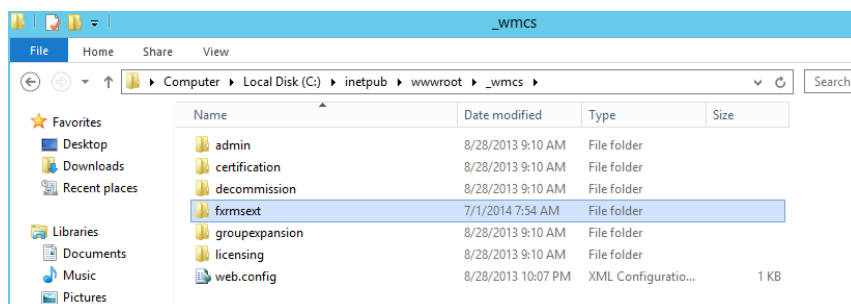 _wmcs
File Home Share View
Computer Local Disk (C:) inetpub wwwroot _wmcs Search
Name Date modified Type Size
Favorites
Desktop
Downloads
Recent places
Libraries
Documents
Music
Pictures
admin 8/28/2013 9:10 AM File folder
certification 8/28/2013 9:10 AM File folder
decommission 8/28/2013 9:10 AM File folder
fxrmsext 7/1/2014 7:54 AM File folder
groupexpansion 8/28/2013 9:10 AM File folder
licensing 8/28/2013 9:10 AM File folder
web.config 8/28/2013 10:07 PM XML Configuratio... 1 KB